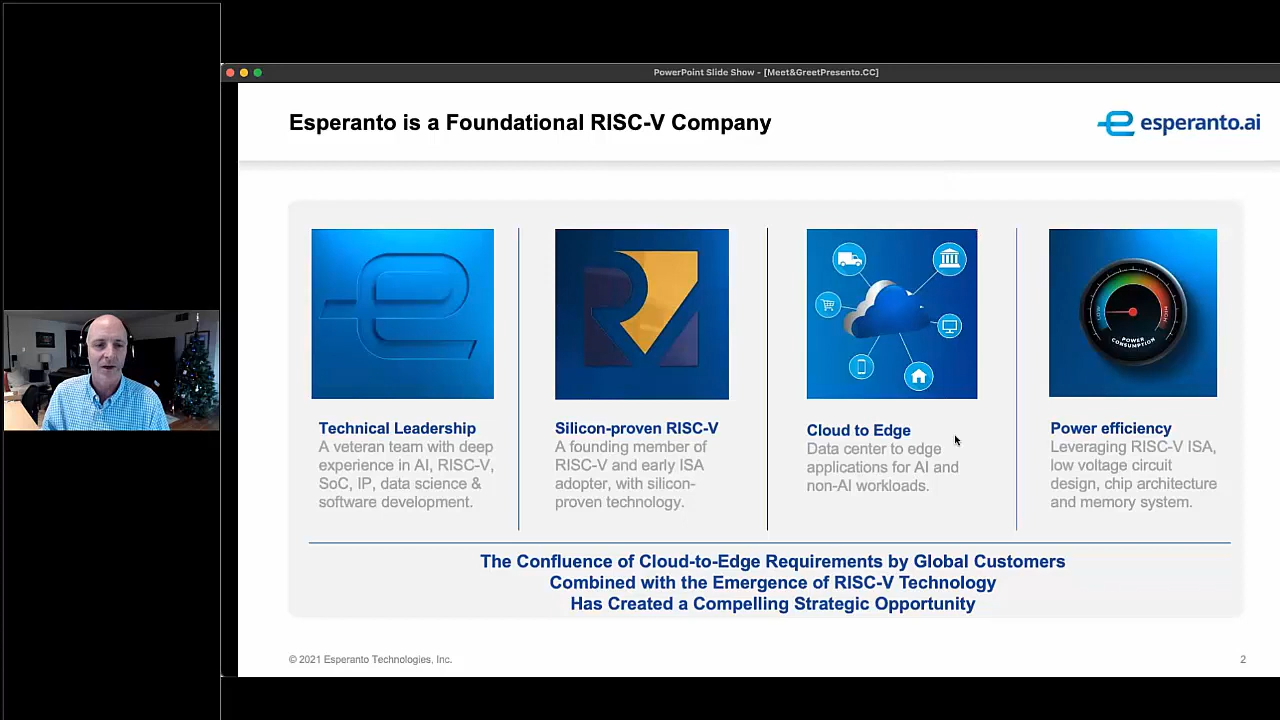 PowerPoint Slide Show - [Meet&GreetPresento.CC]
Esperanto is a Foundational RISC-V Company
esperanto.ai
LOW
HIGH
POWER
CONSUMPTION
Technical Leadership
A veteran team with deep
experience in AI, RISC-V,
SoC, IP, data science &
software development.
Silicon-proven RISC-V
A founding member of
RISC-V and early ISA
adopter, with silicon-
proven technology.
Cloud to Edge
Data center to edge
applications for AI and
non-AI workloads.
Power efficiency
Leveraging RISC-V ISA,
low voltage circuit
design, chip architecture
and memory system.
The Confluence of Cloud-to-Edge Requirements by Global Customers
Combined with the Emergence of RISC-V Technology
Has Created a Compelling Strategic Opportunity
© 2021 Esperanto Technologies, Inc.
2